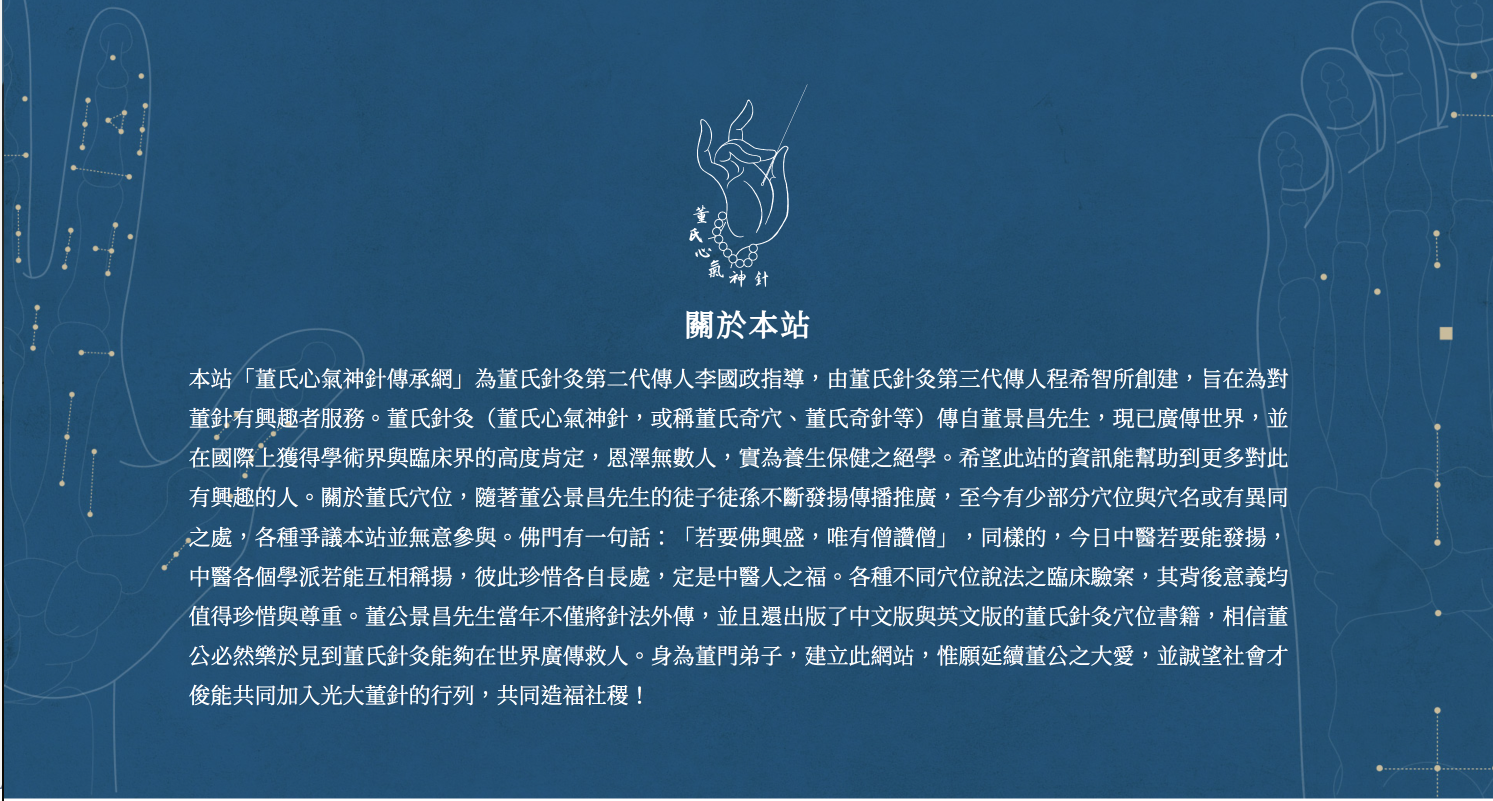 董氏心氣神針
關於本站
本站「董氏心氣神針傳承網」為董氏針灸第二代傳人李國政指導，由董氏針灸第三代傳人程希智所創建，旨在為對
董針有興趣者服務。董氏針灸（董氏心氣神針，或稱董氏奇穴、董氏奇針等）傳自董景昌先生，現已廣傳世界，並
在國際上獲得學術界與臨床界的高度肯定，恩澤無數人，實為養生保健之絕學。希望此站的資訊能幫助到更多對此
有興趣的人。關於董氏穴位，隨著董公景昌先生的徒子徒孫不斷發揚傳播推廣，至今有少部分穴位與穴名或有異同
之處，各種爭議本站並無意參與。佛門有一句話：「若要佛興盛，唯有僧讚僧」，同樣的，今日中醫若要能發揚，
中醫各個學派若能互相稱揚，彼此珍惜各自長處，定是中醫人之福。各種不同穴位說法之臨床驗案，其背後意義均
值得珍惜與尊重。董公景昌先生當年不僅將針法外傳，並且還出版了中文版與英文版的董氏針灸穴位書籍，相信董
公必然樂於見到董氏針灸能夠在世界廣傳救人。身為董門弟子，建立此網站，惟願延續董公之大愛，並誠望社會才
俊能共同加入光大董針的行列，共同造福社稷！